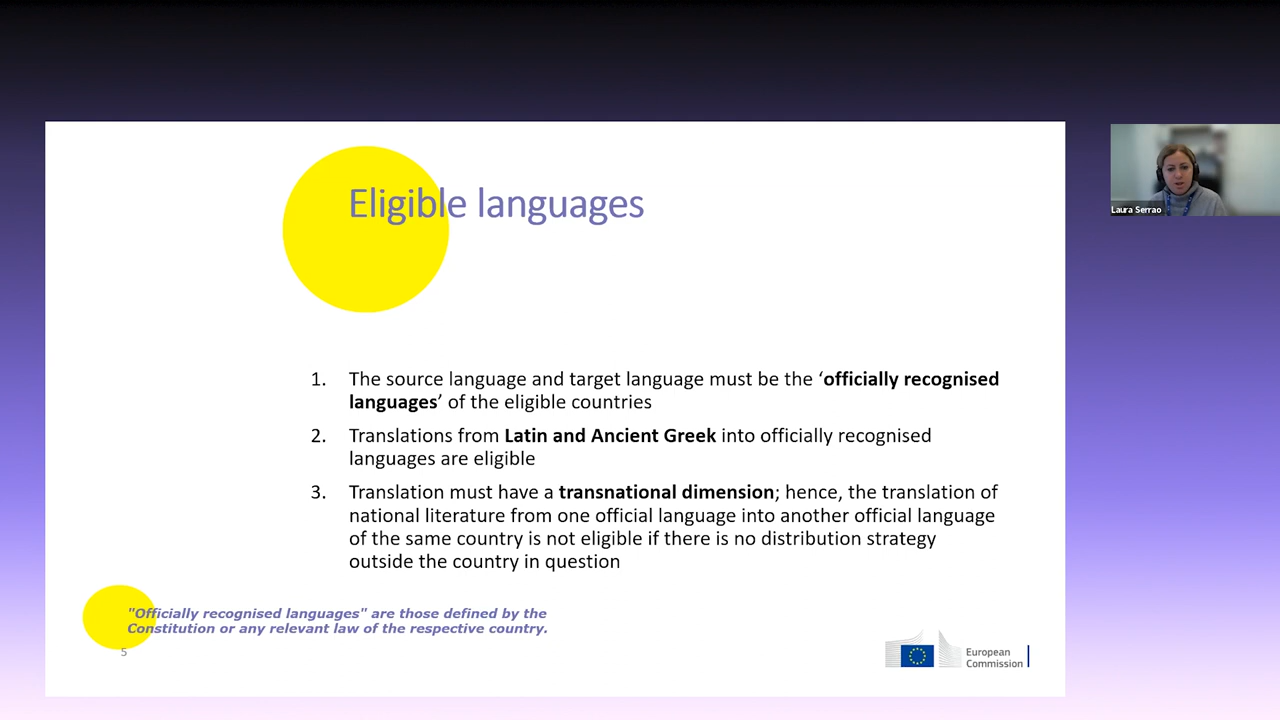 Eligible languages
1. The source language and target language must be the ‘officially recognised
languages’ of the eligible countries
2. Translations from Latin and Ancient Greek into officially recognised
languages are eligible
3. Translation must have a transnational dimension; hence, the translation of
national literature from one official language into another official language
of the same country is not eligible if there is no distribution strategy
outside the country in question
"Officially recognised languages" are those defined by the
Constitution or any relevant law of the respective country.
5
European
Commission
Laura Serrao